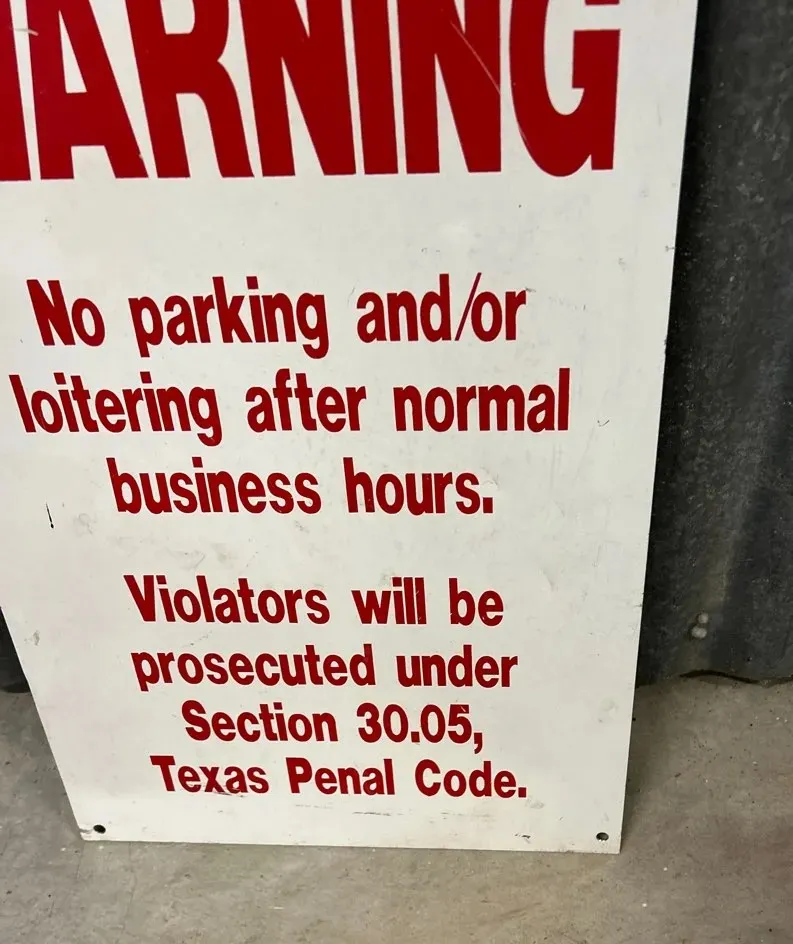 WARNING
No parking and/or
loitering after normal
business hours.
Violators will be
prosecuted under
Section 30.05,
Texas Penal Code.